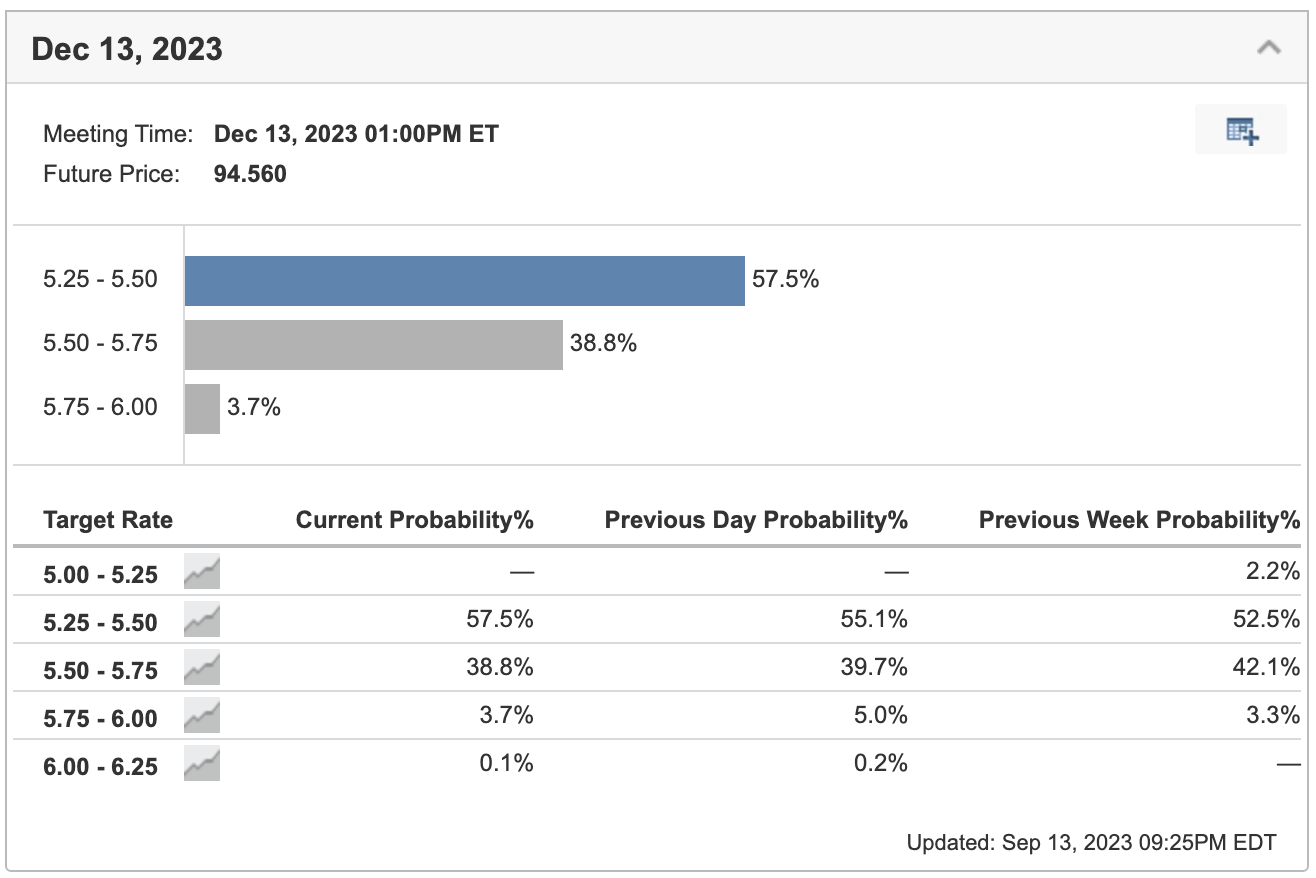 Dec 13, 2023
Meeting Time: Dec 13, 2023 01:00PM ET
Future Price: 94.560
5.25 - 5.50 57.5%
5.50 - 5.75 38.8%
5.75 - 6.00 3.7%
Target Rate Current Probability% Previous Day Probability% Previous Week Probability%
5.00 - 5.25 — — 2.2%
5.25 - 5.50 57.5% 55.1% 52.5%
5.50 - 5.75 38.8% 39.7% 42.1%
5.75 - 6.00 3.7% 5.0% 3.3%
6.00 - 6.25 0.1% 0.2% —
Updated: Sep 13, 2023 09:25PM EDT